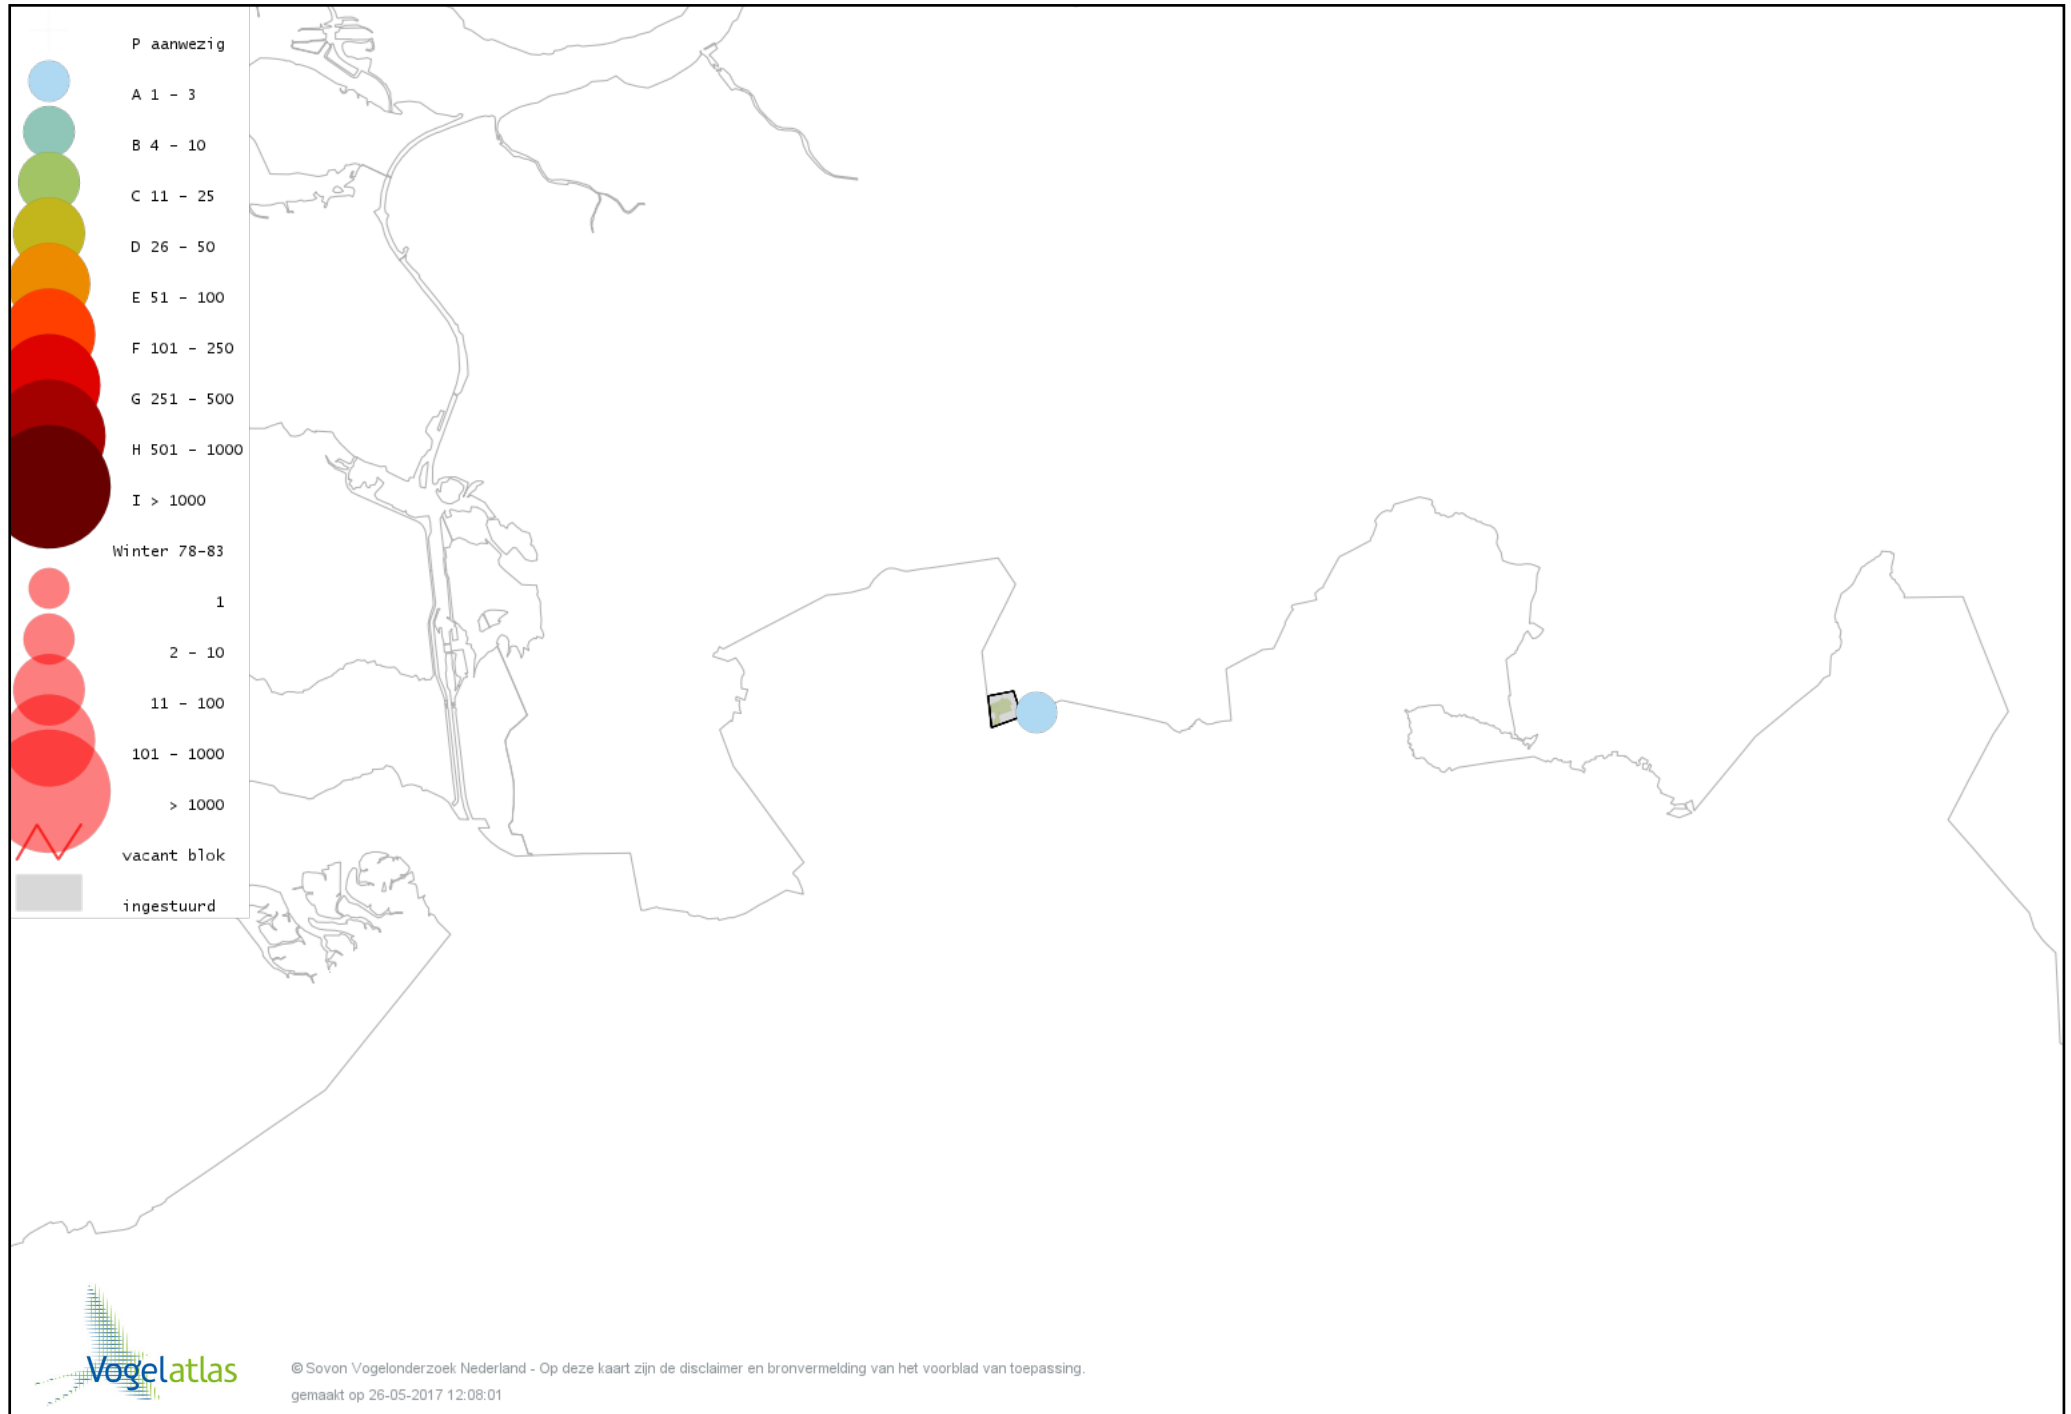 P aanwezig
A 1 - 3
B 4 - 10
C 11 - 25
D 26 - 50
E 51 - 100
F 101 - 250
G 251 - 500
H 501 - 1000
I > 1000
Winter 78-83
1
2 - 10
11 - 100
101 - 1000
> 1000
vacant blok
ingestuurd
Vogelatlas
© Sovon Vogelonderzoek Nederland - Op deze kaart zijn de disclaimer en bronvermelding van het voorblad van toepassing.
gemaakt op 26-05-2017 12:08:01